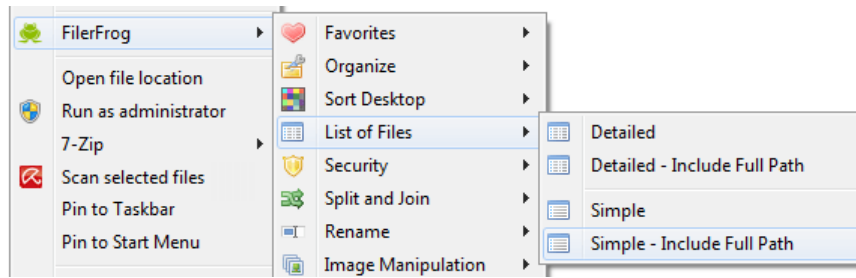 FilerFrog
Open file location
Run as administrator
7-Zip
Scan selected files
Pin to Taskbar
Pin to Start Menu
Favorites
Organize
Sort Desktop
List of Files
Security
Split and Join
Rename
Image Manipulation
Detailed
Detailed - Include Full Path
Simple
Simple - Include Full Path